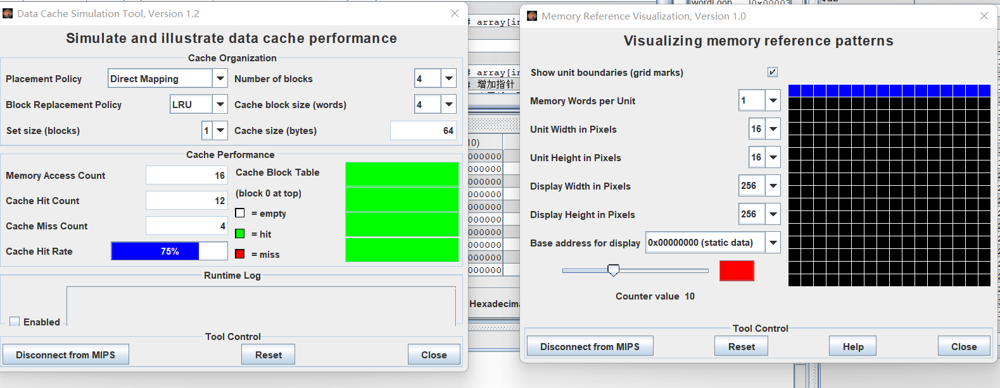 Data Cache Simulation Tool, Version 1.2
Simulate and illustrate data cache performance
Cache Organization
Placement Policy
Direct Mapping
Number of blocks
4
Block Replacement Policy
LRU
Cache block size (words)
4
Set size (blocks)
1
Cache size (bytes)
64
Cache Performance
Memory Access Count
16
Cache Hit Count
12
Cache Miss Count
4
Cache Hit Rate
75%
Cache Block Table
(block 0 at top)
= empty
= hit
= miss
Runtime Log
Enabled
Tool Control
Disconnect from MIPS
Reset
Close
# array[in
# array[in
# 增加指针
10)
000000
000000
000000
000000
000000
000000
000000
000000
000000
000000
Hexadecima
wordLoop
0x00003
Memory Reference Visualization, Version 1.0
Visualizing memory reference patterns
Show unit boundaries (grid marks)
Memory Words per Unit
1
Unit Width in Pixels
16
Unit Height in Pixels
16
Display Width in Pixels
256
Display Height in Pixels
256
Base address for display
0x00000000 (static data)
Counter value 10
Tool Control
Disconnect from MIPS
Reset
Help
Close